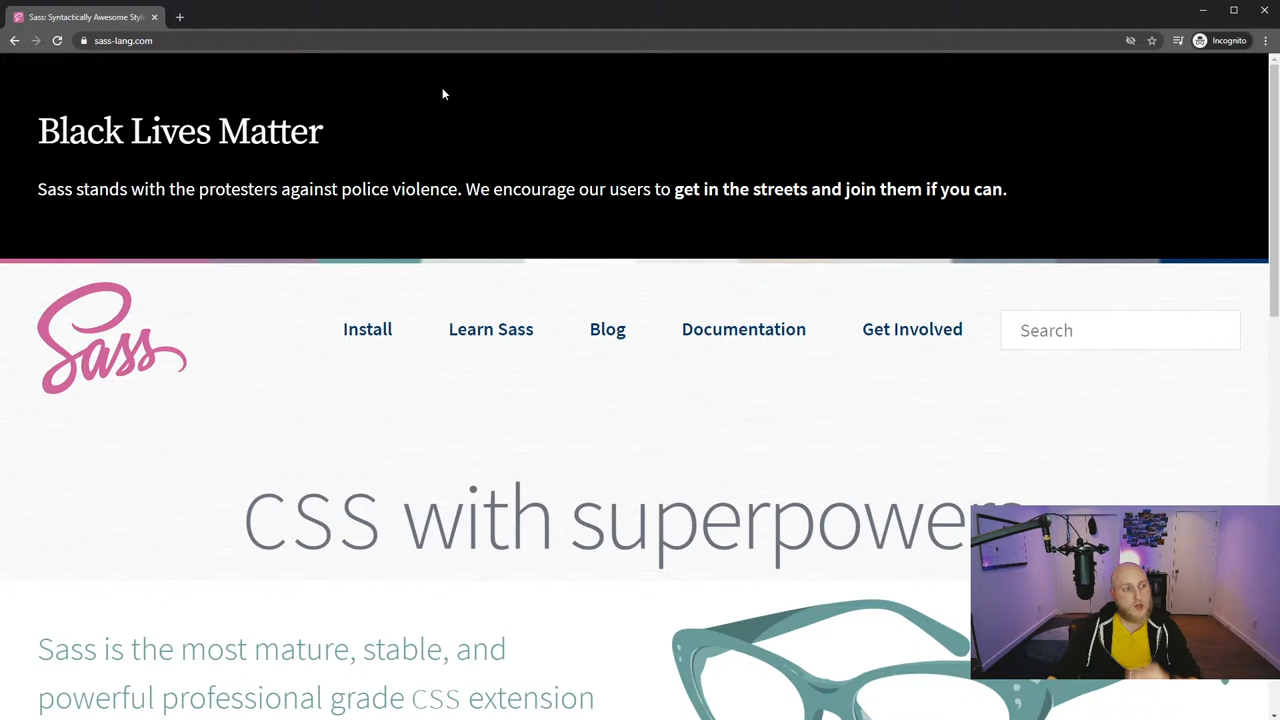 Sass: Syntactically Awesome Styl
sass-lang.com
Incognito
Black Lives Matter
Sass stands with the protesters against police violence. We encourage our users to get in the streets and join them if you can.
Sass
Install Learn Sass Blog Documentation Get Involved Search
CSS with superpowers
Sass is the most mature, stable, and
powerful professional grade CSS extension